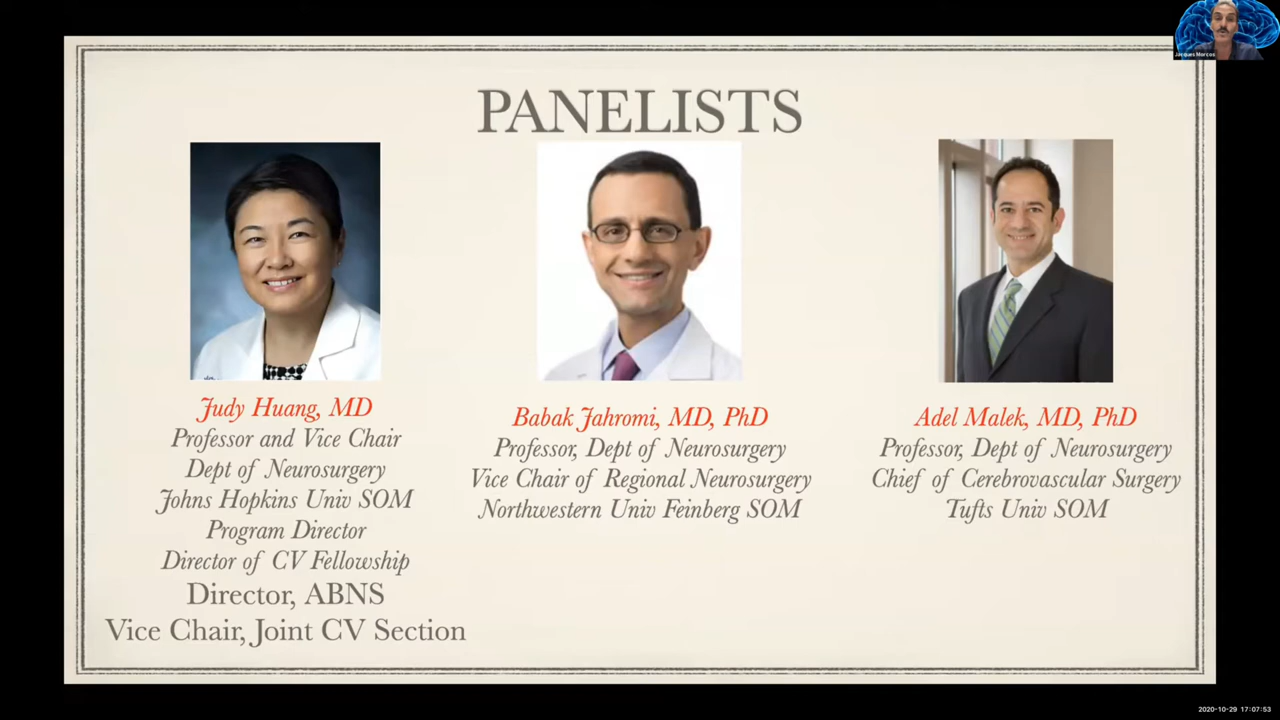 Jacques Morcos
PANELISTS
Judy Huang, MD
Professor and Vice Chair
Dept of Neurosurgery
Johns Hopkins Univ SOM
Program Director
Director of CV Fellowship
Director, ABNS
Vice Chair, Joint CV Section
Babak Jahromi, MD, PhD
Professor, Dept of Neurosurgery
Vice Chair of Regional Neurosurgery
Northwestern Univ Feinberg SOM
Adel Malek, MD, PhD
Professor, Dept of Neurosurgery
Chief of Cerebrovascular Surgery
Tufts Univ SOM
2020-10-29 17:07:53